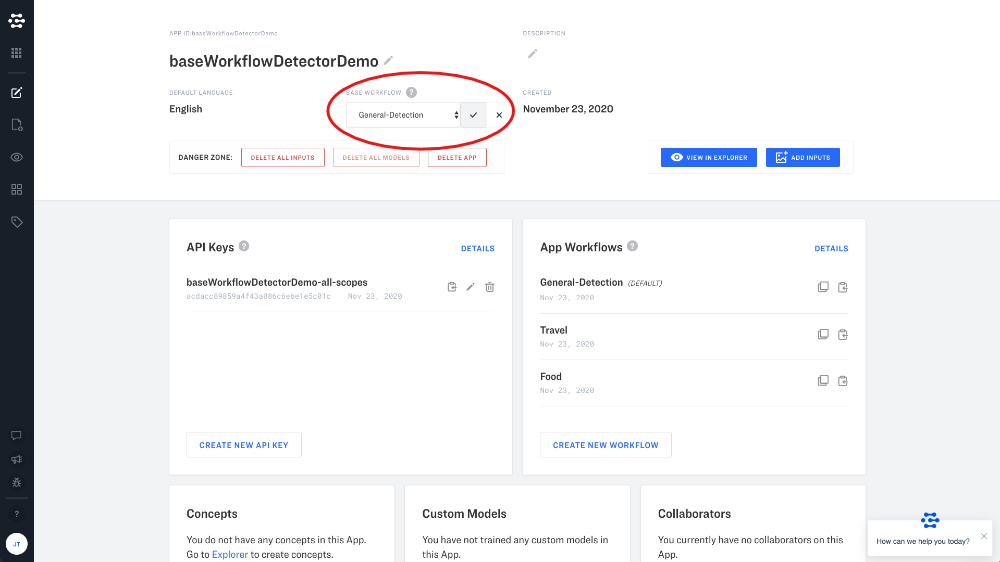 APP ID:baseWorkflowDetectorDemo
baseWorkflowDetectorDemo
DESCRIPTION
DEFAULT LANGUAGE
English
BASE WORKFLOW ?
General-Detection
CREATED
November 23, 2020
DANGER ZONE:
DELETE ALL INPUTS
DELETE ALL MODELS
DELETE APP
VIEW IN EXPLORER
ADD INPUTS
API Keys ?
DETAILS
baseWorkflowDetectorDemo-all-scopes
acdacc89859a4f43a086c6ebe1e5c01c Nov 23, 2020
CREATE NEW API KEY
App Workflows ?
DETAILS
General-Detection (DEFAULT)
Nov 23, 2020
Travel
Nov 23, 2020
Food
Nov 23, 2020
CREATE NEW WORKFLOW
Concepts
You do not have any concepts in this App.
Go to Explorer to create concepts.
Custom Models
You have not trained any custom models in
this App.
Collaborators
You currently have no collaborators on this
App.
?
JT
How can we help you today?